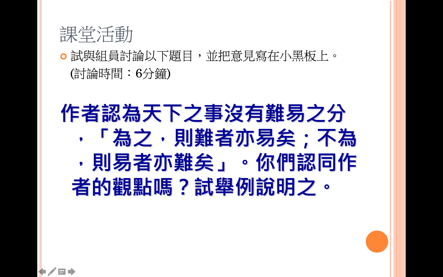 課堂活動
試與組員討論以下題目，並把意見寫在小黑板上。
(討論時間：6分鐘)
作者認為天下之事沒有難易之分
，「為之，則難者亦易矣；不為
，則易者亦難矣」。你們認同作
者的觀點嗎？試舉例說明之。